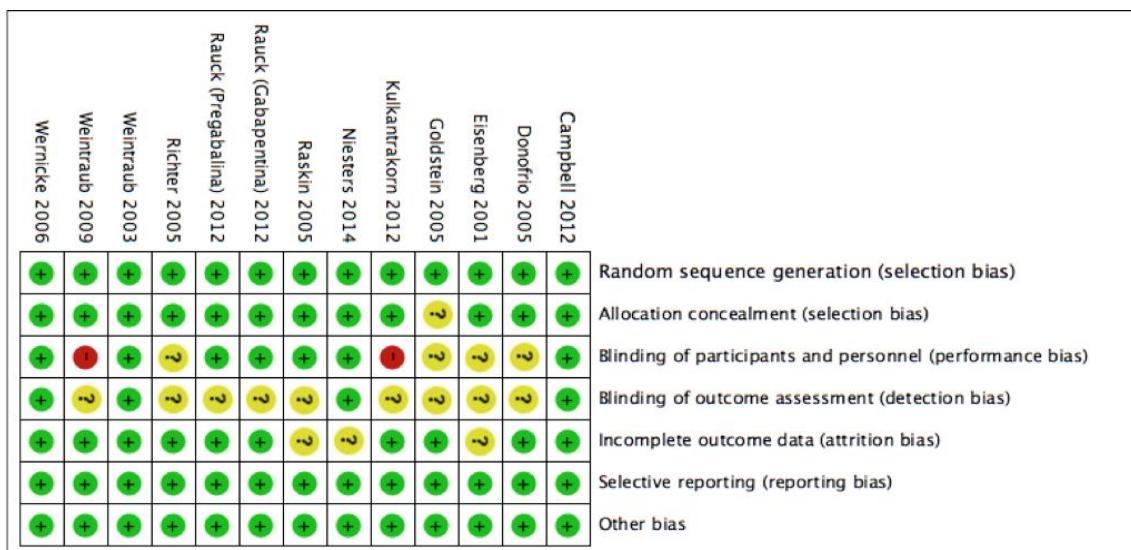 Wernicke 2006
Weintraub 2009
Weintraub 2003
Richter 2005
Rauck (Pregabalina) 2012
Rauck (Gabapentina) 2012
Raskin 2005
Niesters 2014
Kulkantrakorn 2012
Goldstein 2005
Eisenberg 2001
Donofrio 2005
Campbell 2012
+ + + + + + + + + + + + + Random sequence generation (selection bias)
+ + + + + + + + + ? + + + Allocation concealment (selection bias)
+ - + ? + + + + - ? ? ? + Blinding of participants and personnel (performance bias)
+ ? + ? ? ? ? + ? ? ? ? + Blinding of outcome assessment (detection bias)
+ + + + + + ? ? + + ? + + Incomplete outcome data (attrition bias)
+ + + + + + + + + + + + + Selective reporting (reporting bias)
+ + + + + + + + + + + + + Other bias